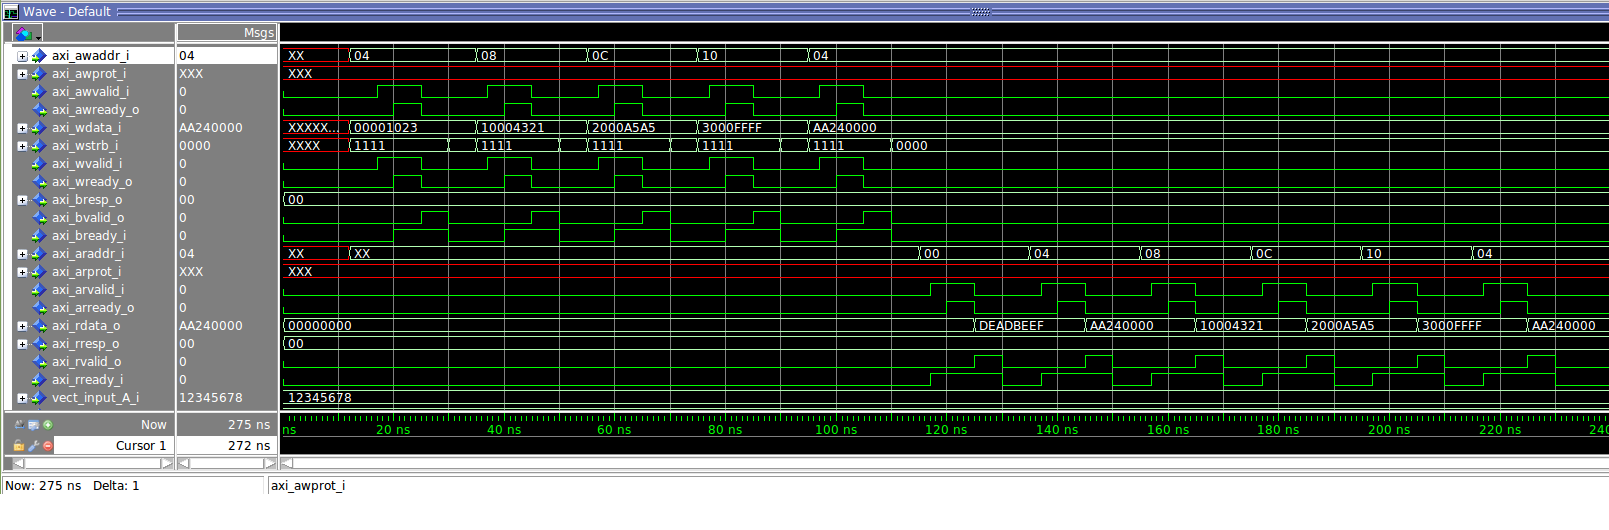 Wave - Default
Msgs
axi_awaddr_i 04 XX 04 08 0C 10 04
axi_awprot_i XXX XXX
axi_awvalid_i 0
axi_awready_o 0
axi_wdata_i AA240000 XXXXX... 00001023 10004321 2000A5A5 3000FFFF AA240000
axi_wstrb_i 0000 XXXX 1111 1111 1111 1111 1111 0000
axi_wvalid_i 0
axi_wready_o 0
axi_bresp_o 00 00
axi_bvalid_o 0
axi_bready_i 0
axi_araddr_i 04 XX XX 00 04 08 0C 10 04
axi_arprot_i XXX XXX
axi_arvalid_i 0
axi_arready_o 0
axi_rdata_o AA240000 00000000 DEADBEEF AA240000 10004321 2000A5A5 3000FFFF AA240000
axi_rresp_o 00 00
axi_rvalid_o 0
axi_rready_i 0
vect_input_A_i 12345678 12345678
Now 275 ns ns 20 ns 40 ns 60 ns 80 ns 100 ns 120 ns 140 ns 160 ns 180 ns 200 ns 220 ns 240
Cursor 1 272 ns
Now: 275 ns Delta: 1 axi_awprot_i